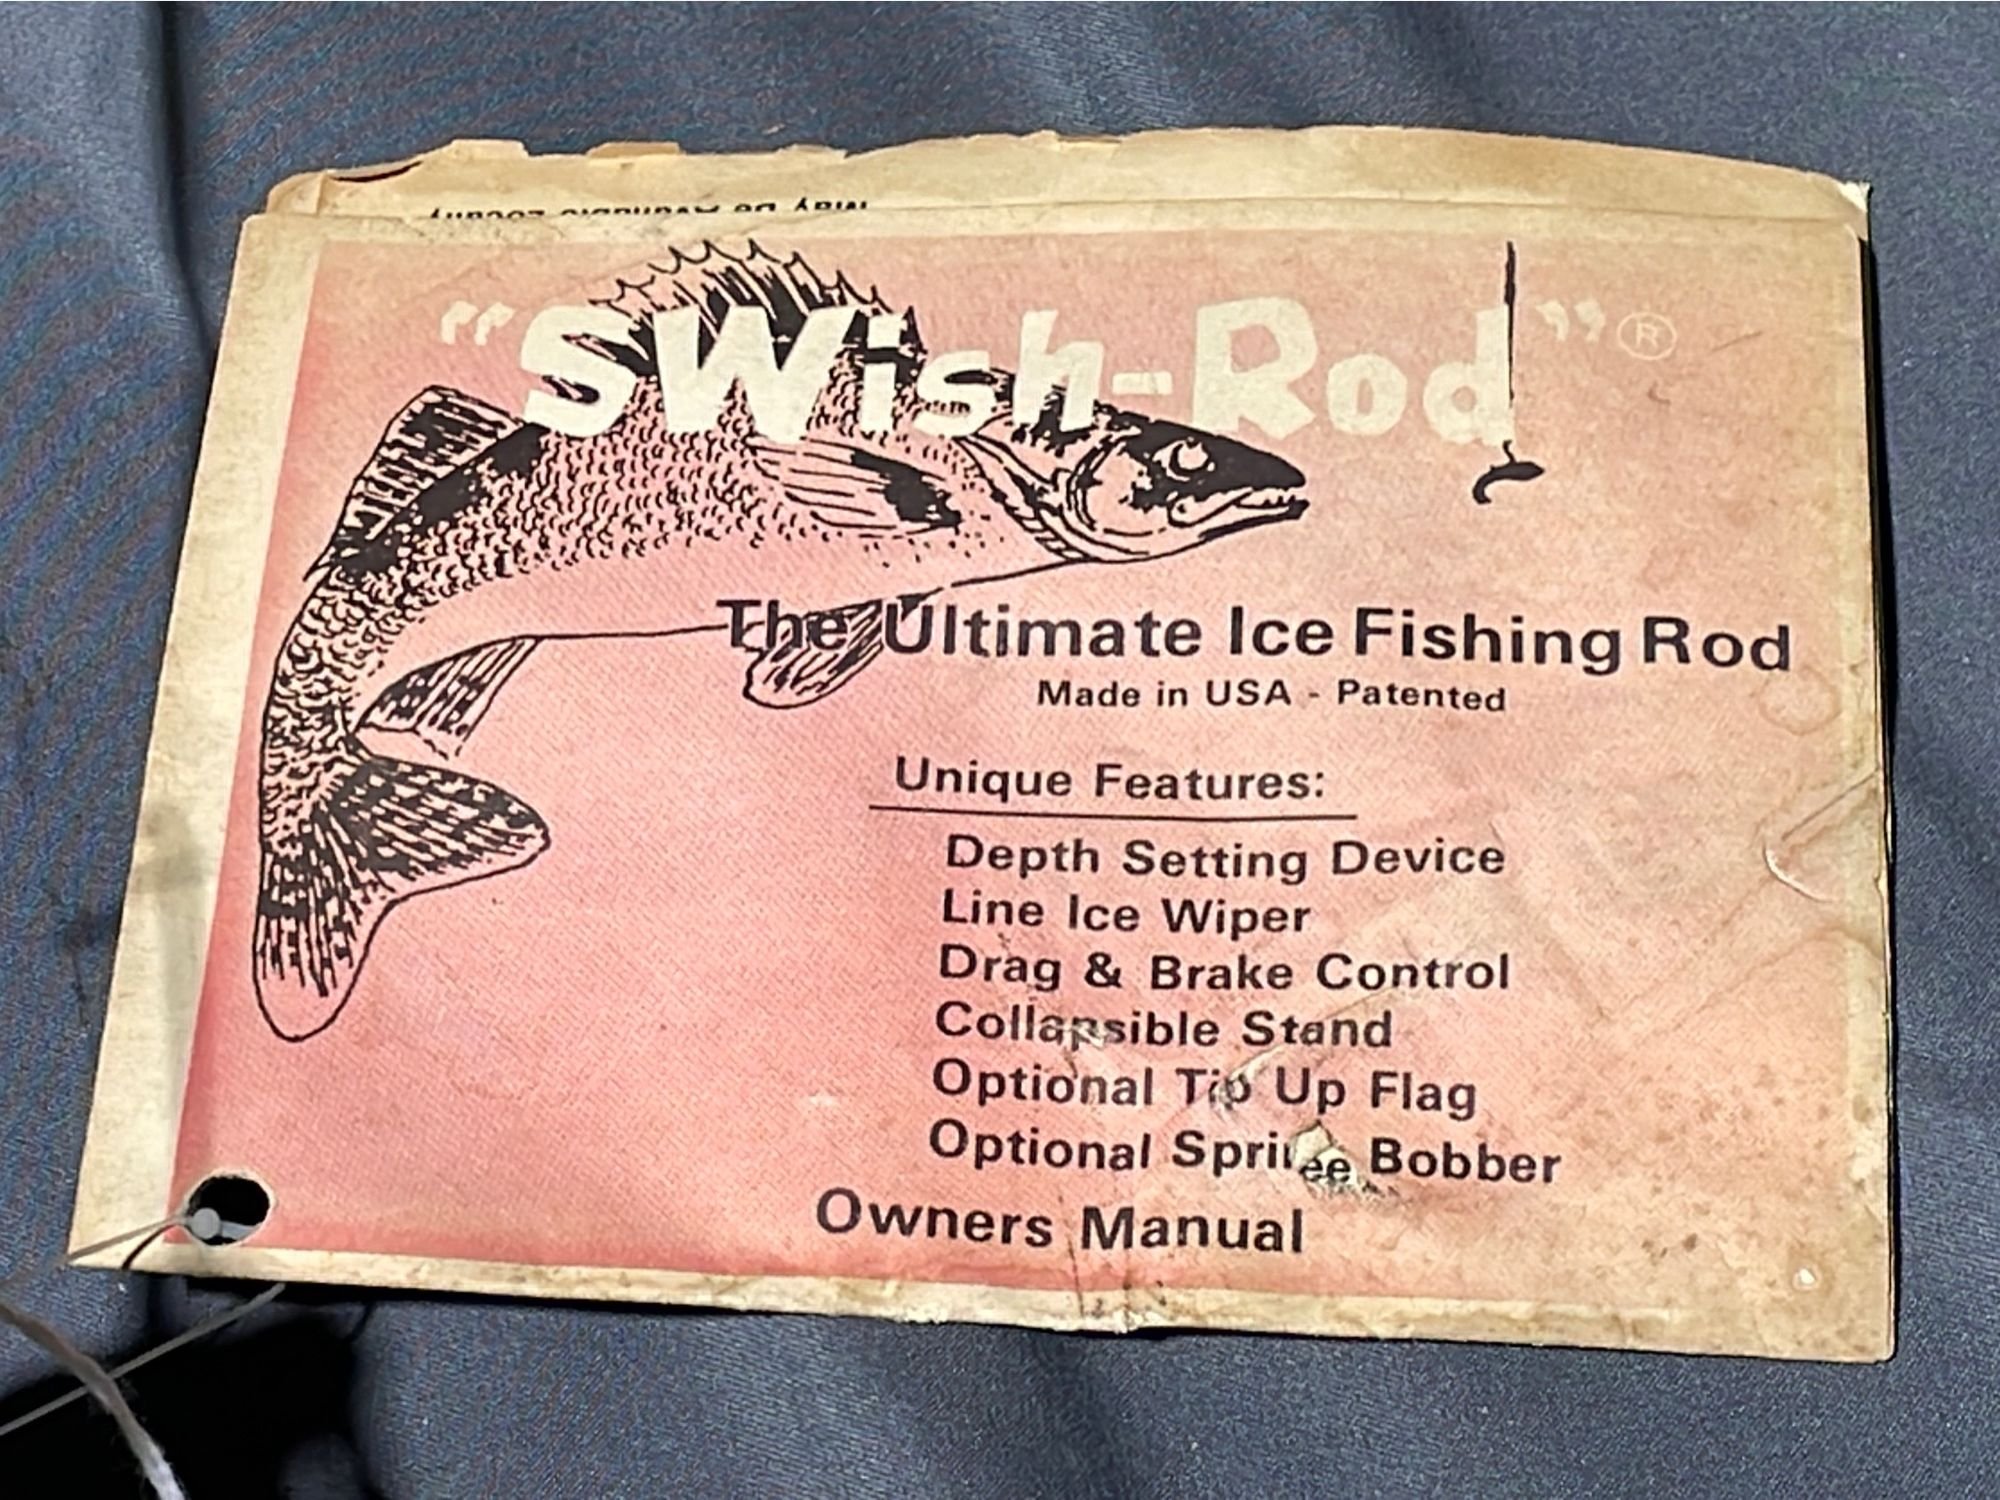 "SWish-Rod"®
The Ultimate Ice Fishing Rod
Made in USA - Patented
Unique Features:
Depth Setting Device
Line Ice Wiper
Drag & Brake Control
Collapsible Stand
Optional Tip Up Flag
Optional Bobber
Owners Manual